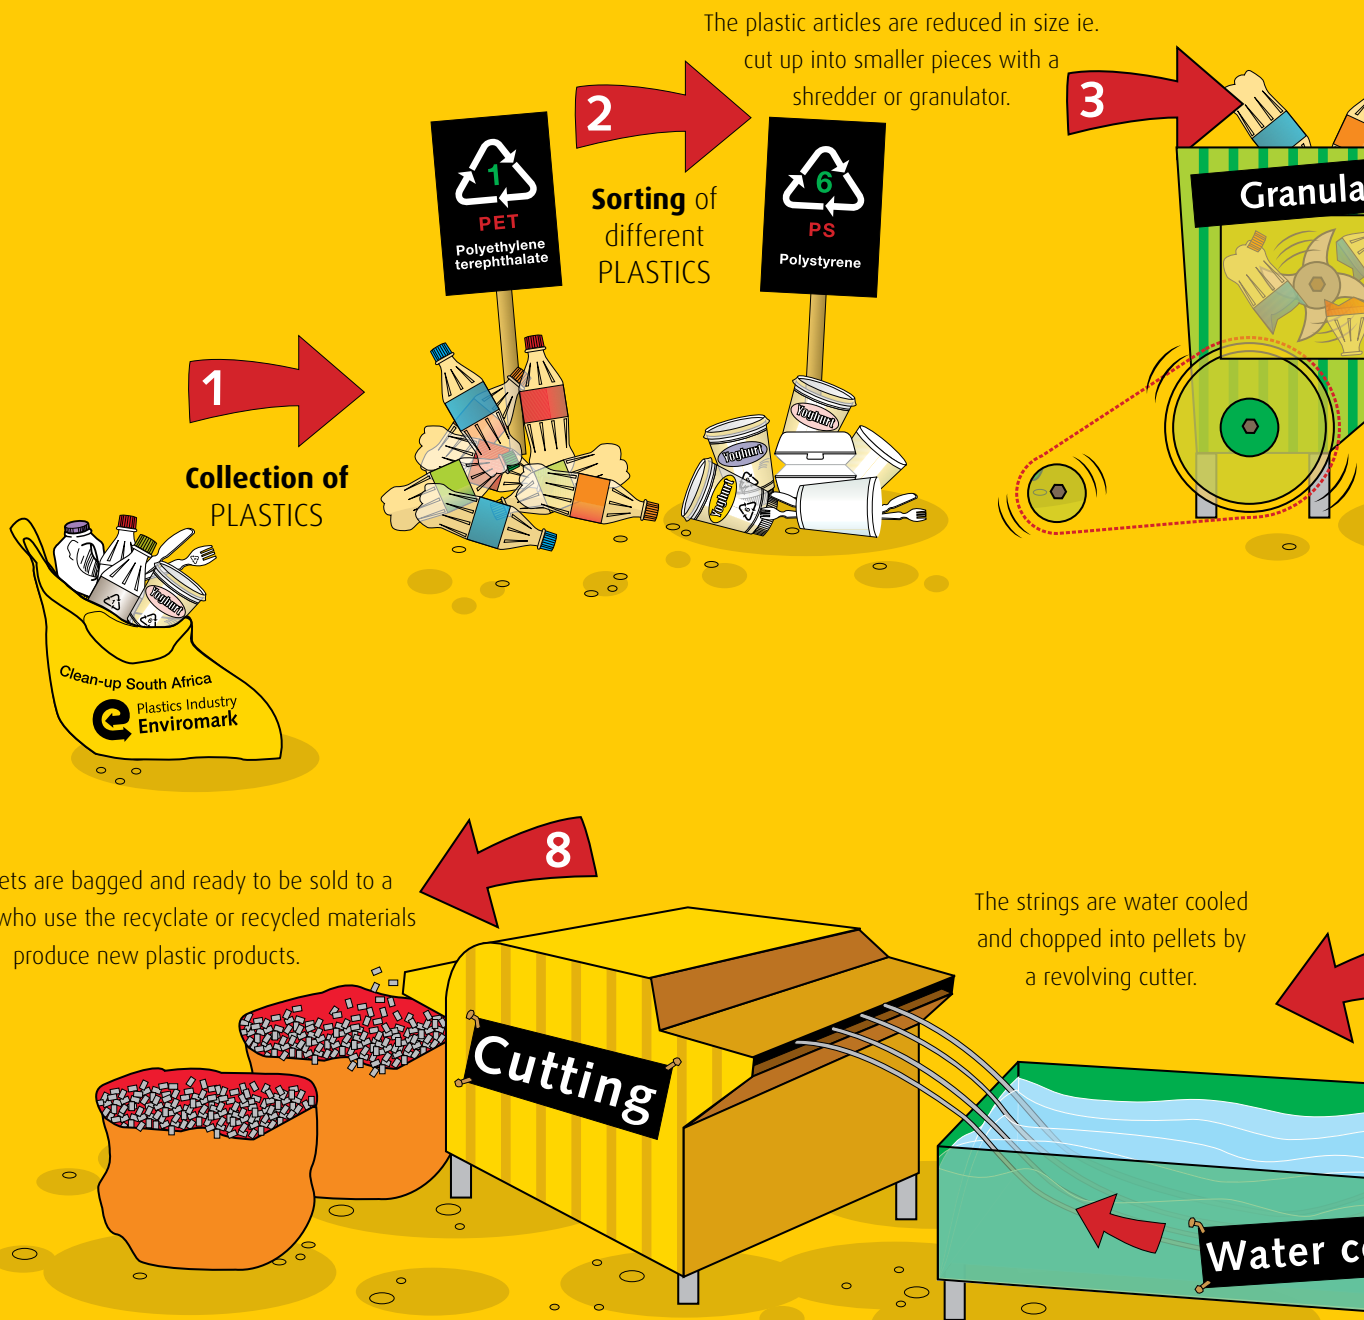 The plastic articles are reduced in size ie.
cut up into smaller pieces with a
shredder or granulator.
2
3
1
PET
Polyethylene
terephthalate
Sorting of
different
PLASTICS
6
PS
Polystyrene
Granula
1
Collection of
PLASTICS
Yoghurt
Yoghurt
Yoghurt
Yoghurt
Clean-up South Africa
Plastics Industry
Enviromark
8
ets are bagged and ready to be sold to a
who use the recyclate or recycled materials
produce new plastic products.
The strings are water cooled
and chopped into pellets by
a revolving cutter.
Cutting
Water co